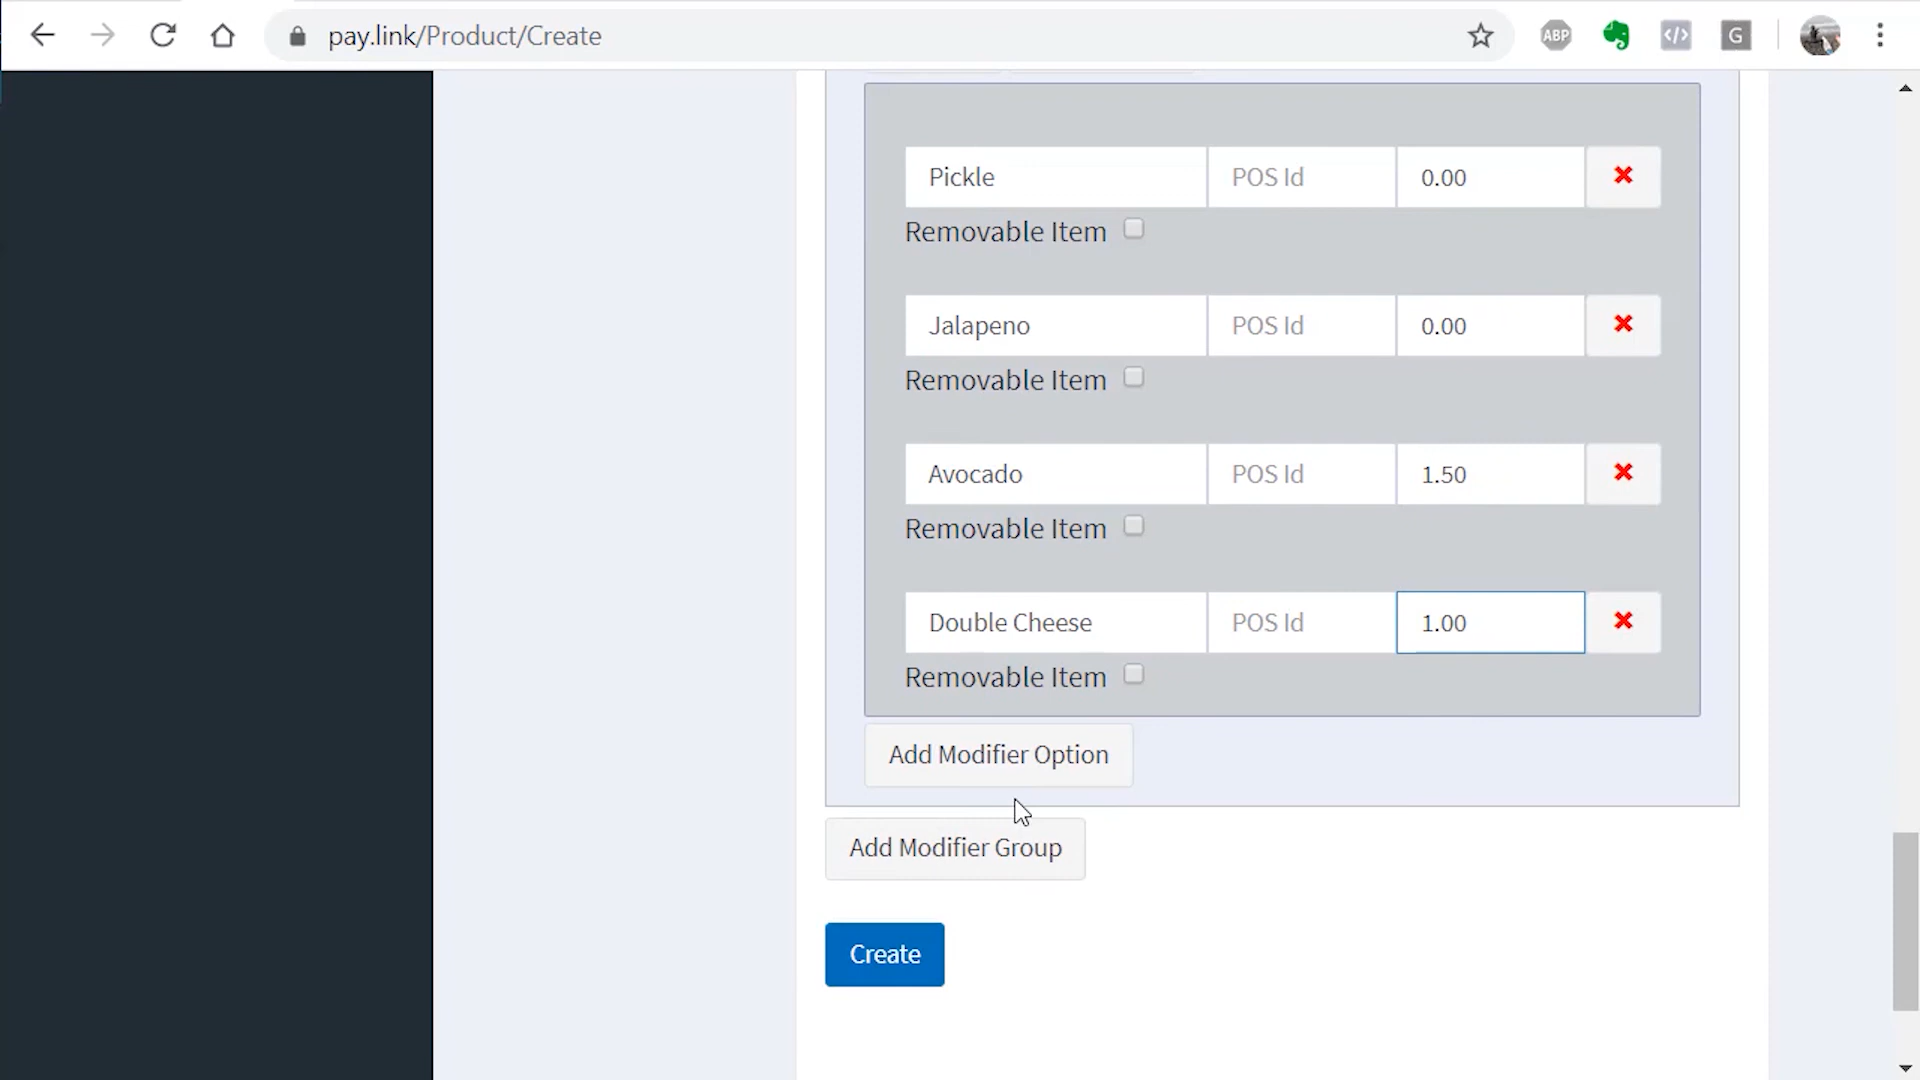 pay.link/Product/Create
ABP
G
Pickle POS Id 0.00
Removable Item
Jalapeno POS Id 0.00
Removable Item
Avocado POS Id 1.50
Removable Item
Double Cheese POS Id 1.00
Removable Item
Add Modifier Option
Add Modifier Group
Create